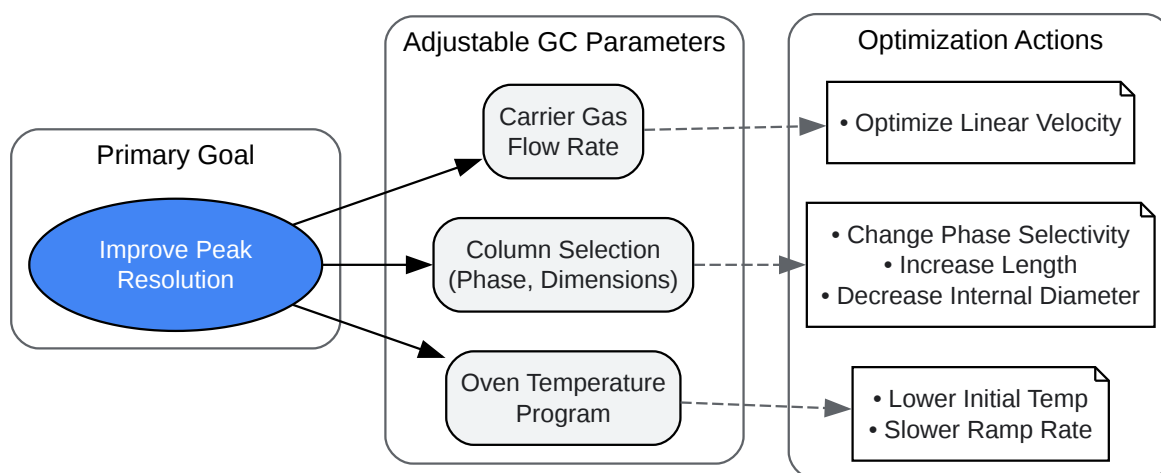 Primary Goal
Improve Peak
Resolution
Adjustable GC Parameters
Carrier Gas
Flow Rate
Column Selection
(Phase, Dimensions)
Oven Temperature
Program
Optimization Actions
• Optimize Linear Velocity
• Change Phase Selectivity
• Increase Length
• Decrease Internal Diameter
• Lower Initial Temp
• Slower Ramp Rate